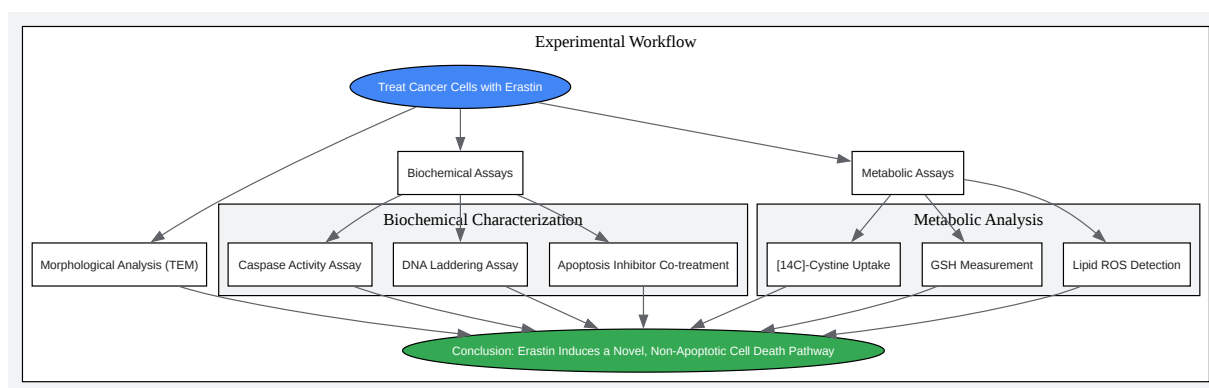 Experimental Workflow
Treat Cancer Cells with Erastin
Biochemical Assays
Metabolic Assays
Biochemical Characterization
Metabolic Analysis
Morphological Analysis (TEM)
Caspase Activity Assay
DNA Laddering Assay
Apoptosis Inhibitor Co-treatment
[14C]-Cystine Uptake
GSH Measurement
Lipid ROS Detection
Conclusion: Erastin Induces a Novel, Non-Apoptotic Cell Death Pathway